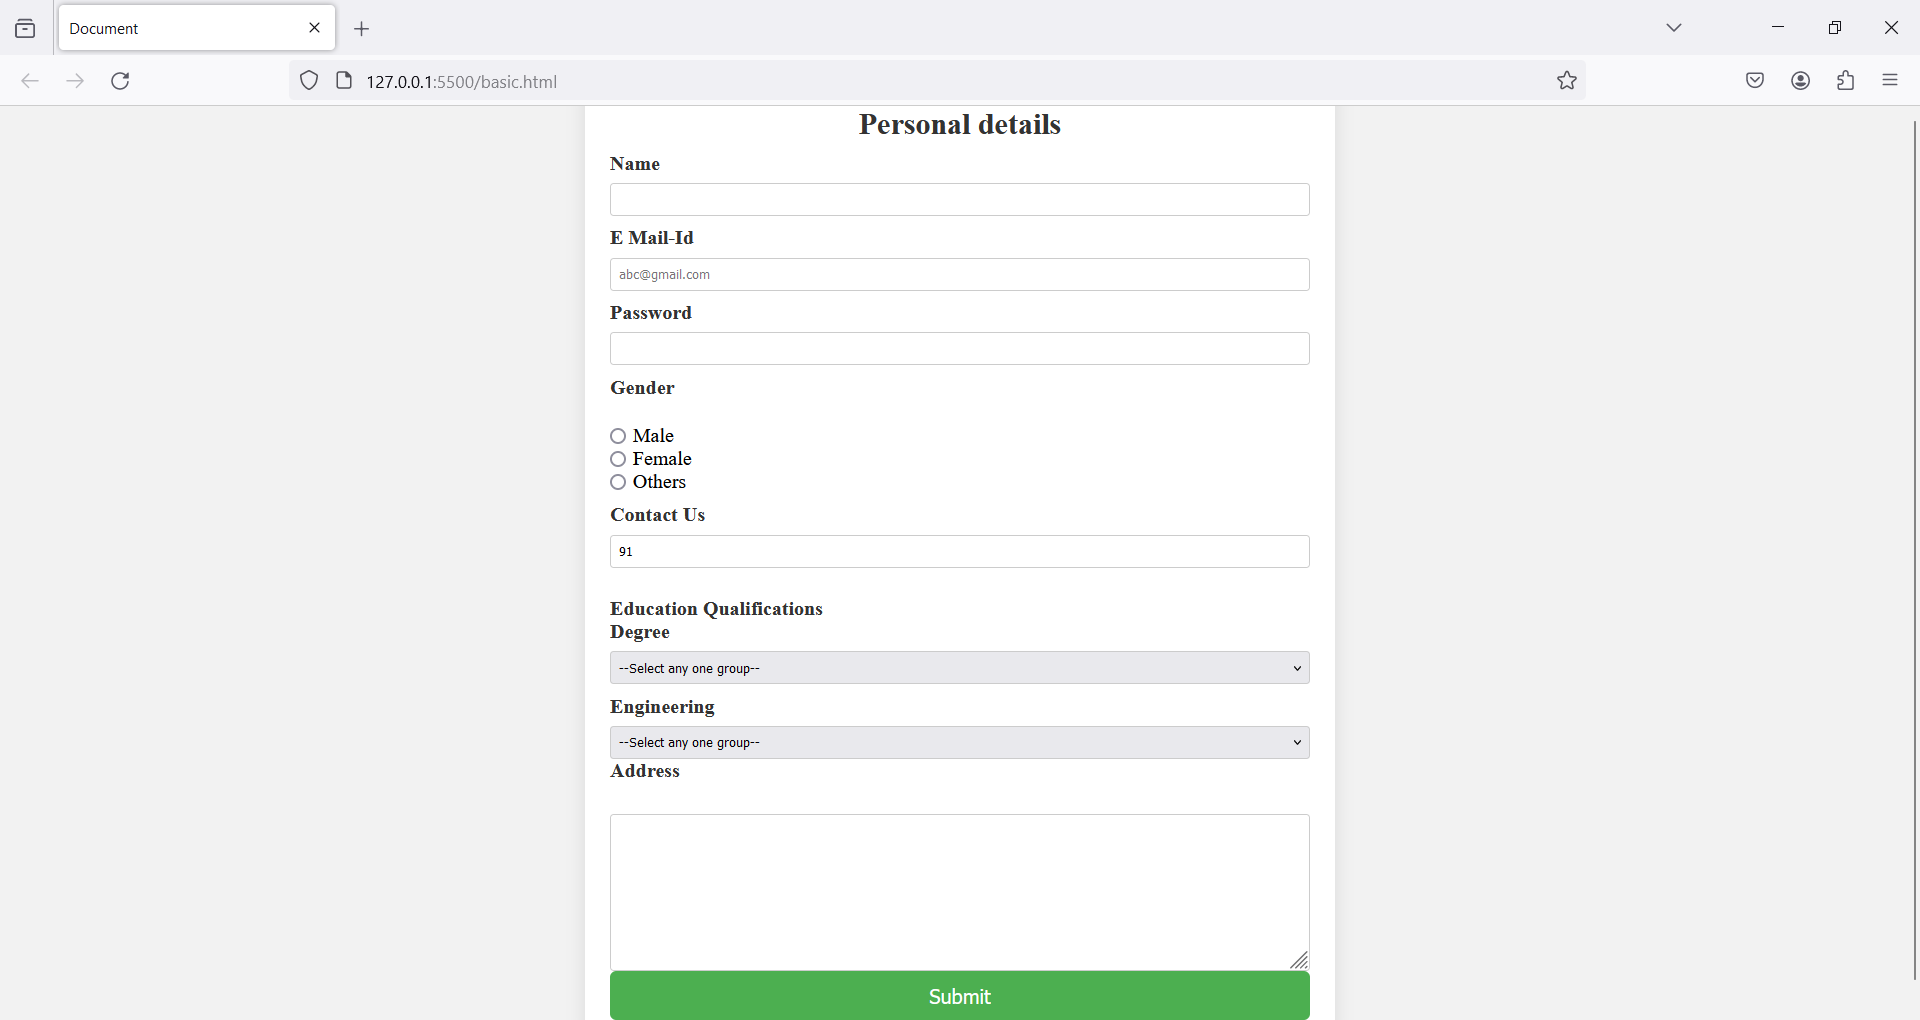 Document
127.0.0.1:5500/basic.html
Personal details
Name
E Mail-Id
abc@gmail.com
Password
Gender
Male
Female
Others
Contact Us
91
Education Qualifications
Degree
--Select any one group--
Engineering
--Select any one group--
Address
Submit